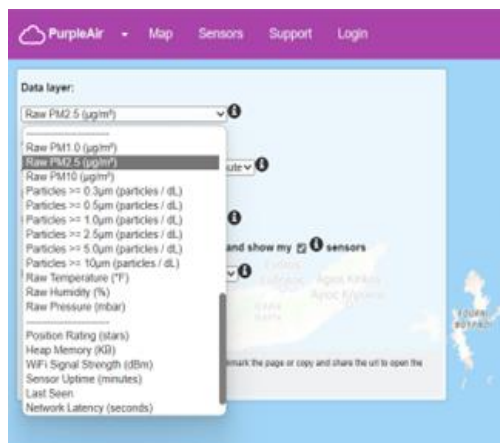 PurpleAir Map Sensors Support Login
Data layer:
Raw PM2.5 (µg/m³)
Raw PM1.0 (µg/m³)
Raw PM2.5 (µg/m³)
Raw PM10 (µg/m³)
Particles >= 0.3µm (particles / dL)
Particles >= 0.5µm (particles / dL)
Particles >= 1.0µm (particles / dL)
Particles >= 2.5µm (particles / dL)
Particles >= 5.0µm (particles / dL)
Particles >= 10µm (particles / dL)
Raw Temperature (°F)
Raw Humidity (%)
Raw Pressure (mbar)
Position Rating (stars)
Heap Memory (KB)
WiFi Signal Strength (dBm)
Sensor Uptime (minutes)
Last Seen
Network Latency (seconds)
ute
and show my sensors
kmark the page or copy and share the url to open the